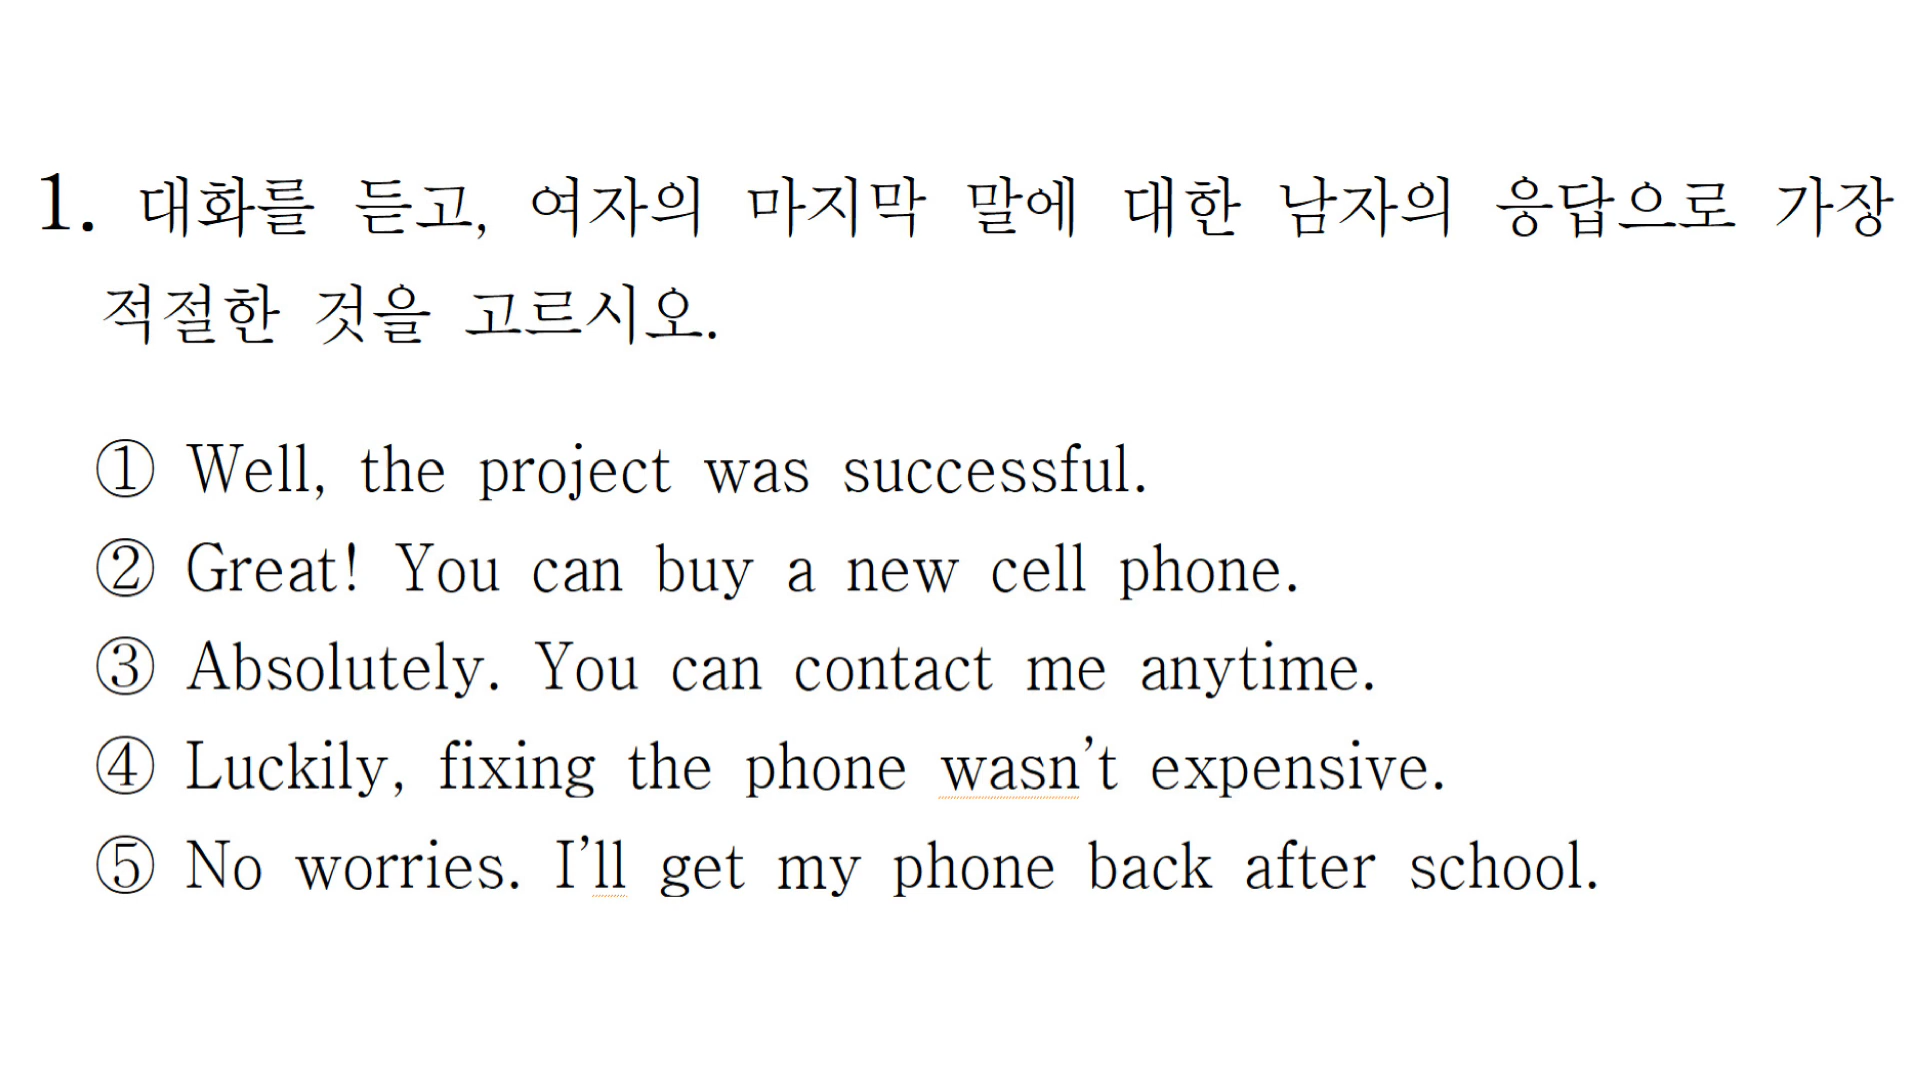 1. 대화를 듣고, 여자의 마지막 말에 대한 남자의 응답으로 가장
적절한 것을 고르시오.
① Well, the project was successful.
② Great! You can buy a new cell phone.
③ Absolutely. You can contact me anytime.
④ Luckily, fixing the phone wasn’t expensive.
⑤ No worries. I’ll get my phone back after school.